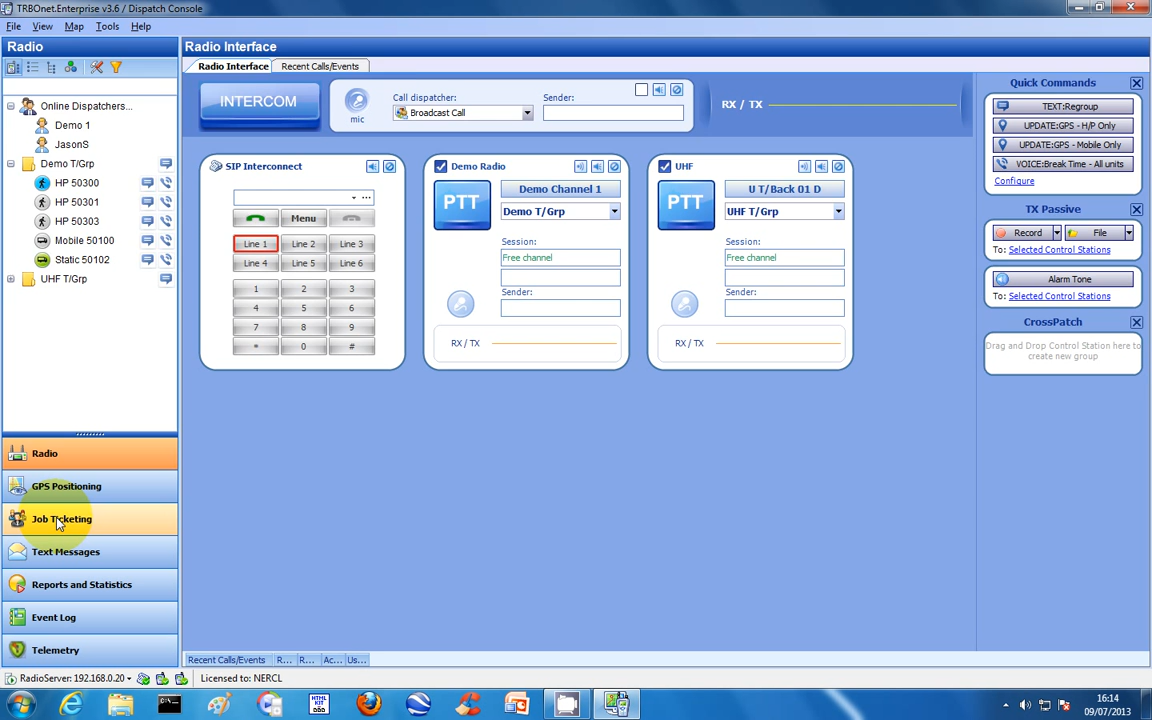 TRBOnet.Enterprise v3.6 / Dispatch Console
File View Map Tools Help
Radio
Radio Interface
Radio Interface Recent Calls/Events
Online Dispatchers...
Demo 1
JasonS
Demo T/Grp
HP 50300
HP 50301
HP 50303
Mobile 50100
Static 50102
UHF T/Grp
INTERCOM
mic
Call dispatcher:
Broadcast Call
Sender:
RX / TX
SIP Interconnect
Menu
Line 1 Line 2 Line 3
Line 4 Line 5 Line 6
1 2 3
4 5 6
7 8 9
* 0 #
Demo Radio
PTT
Demo Channel 1
Demo T/Grp
Session:
Free channel
Sender:
RX / TX
UHF
PTT
U T/Back 01 D
UHF T/Grp
Session:
Free channel
Sender:
RX / TX
Quick Commands
TEXT:Regroup
UPDATE:GPS - H/P Only
UPDATE:GPS - Mobile Only
VOICE:Break Time - All units
Configure
TX Passive
Record File
To: Selected Control Stations
Alarm Tone
To: Selected Control Stations
CrossPatch
Drag and Drop Control Station here to
create new group
Radio
GPS Positioning
Job Ticketing
Text Messages
Reports and Statistics
Event Log
Telemetry
Recent Calls/Events R... R... Ac... Us...
RadioServer: 192.168.0.20 Licensed to: NERCL
HTML
KIT
16:14
09/07/2013